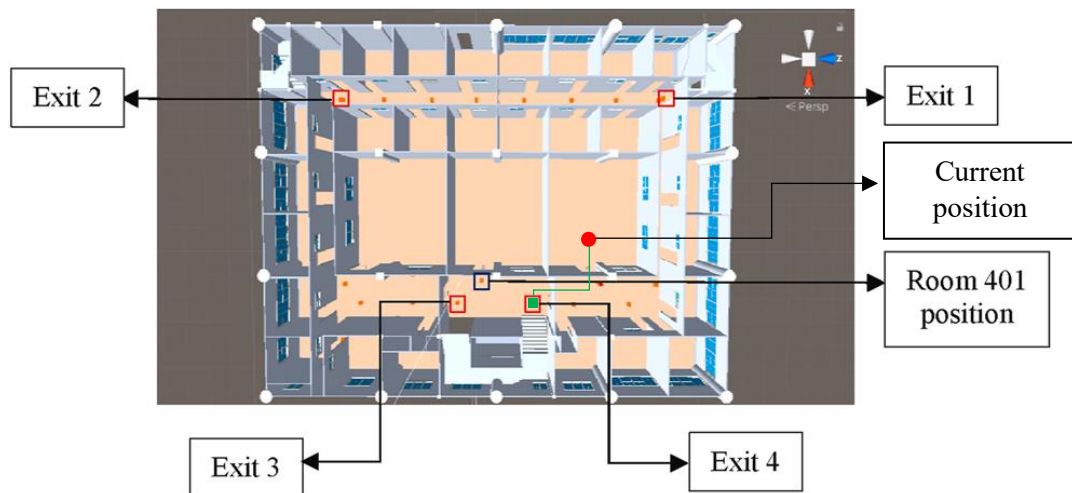 z
x
< Persp
Exit 2
Exit 1
Current
position
Room 401
position
Exit 3
Exit 4